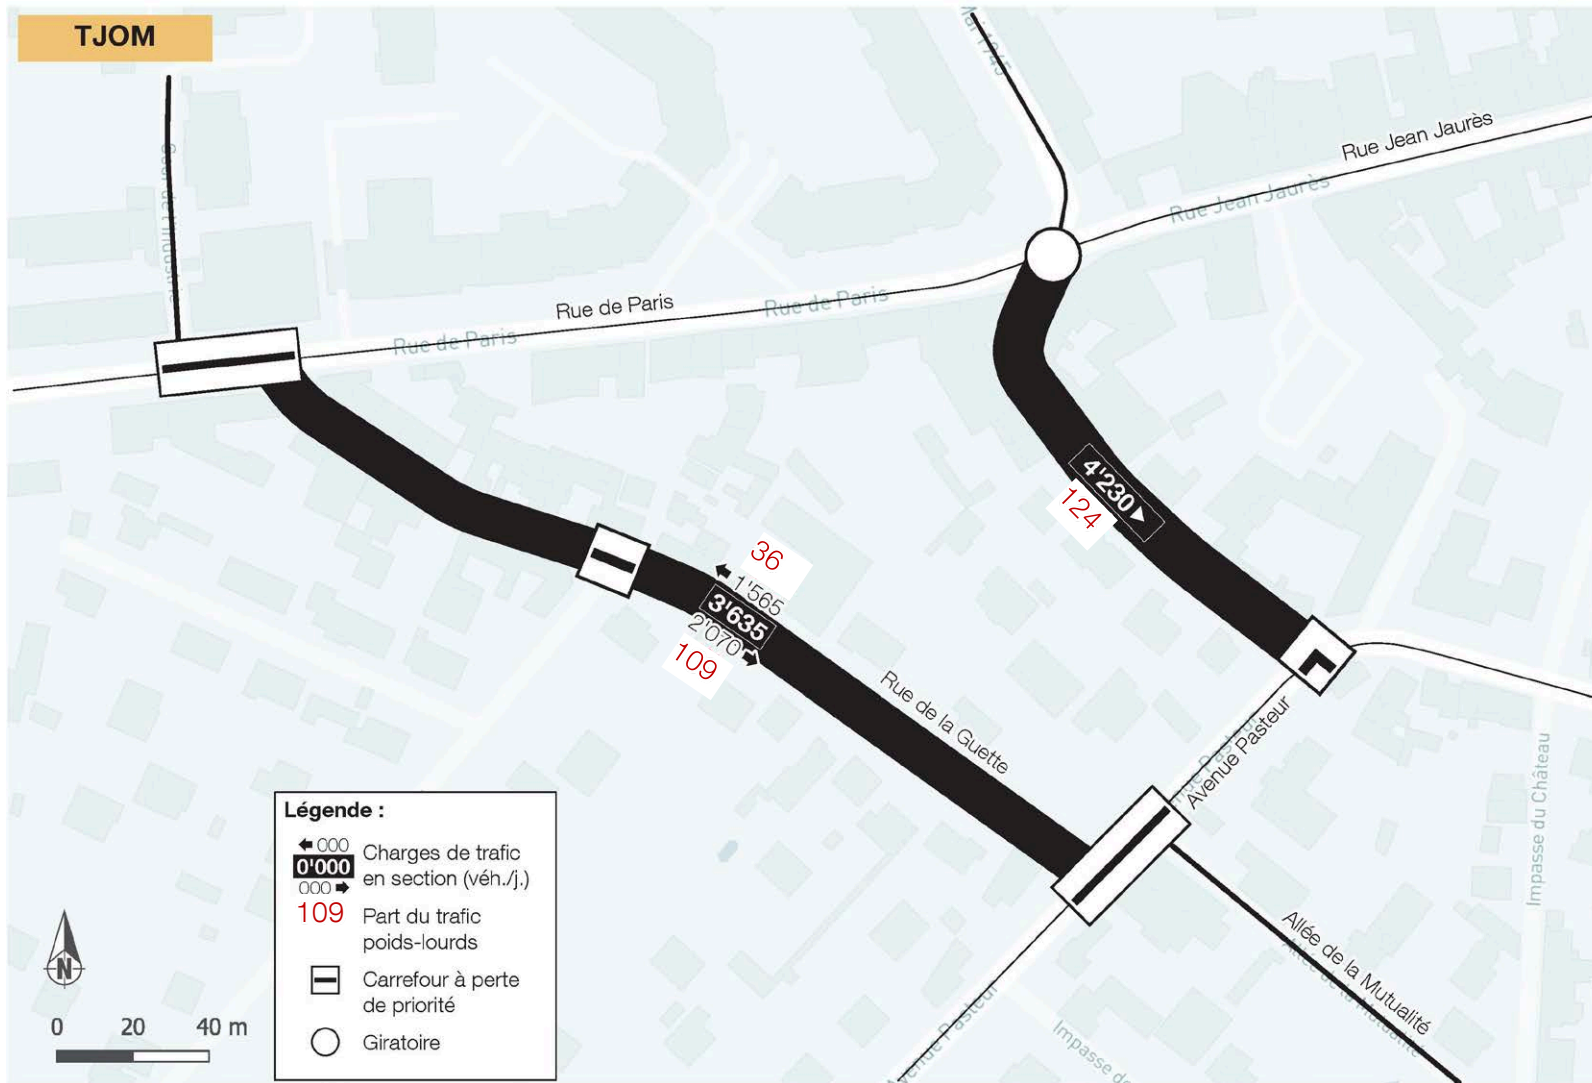 TJOM
Mai 1945
Rue Jean Jaurès
Rue Jean Jaurès
Rue de Paris
Rue de Paris
Rue de Paris
4'230
124
36
1'565
3'635
2'070
109
Rue de la Guette
Avenue Pasteur
Impasse du Château
Allée de la Mutualité
Avenue Pasteur
Légende :
000
0'000
000
Charges de trafic
en section (véh./j.)
109
Part du trafic
poids-lourds
Carrefour à perte
de priorité
Giratoire
N
0 20 40 m